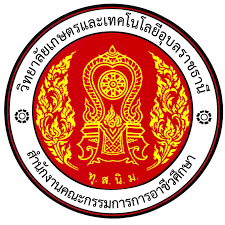 วิทยาลัยเกษตรและเทคโนโลยีอุบลราชธานี
ทุ.ส.นิ.ม.
สำนักงานคณะกรรมการการอาชีวศึกษา